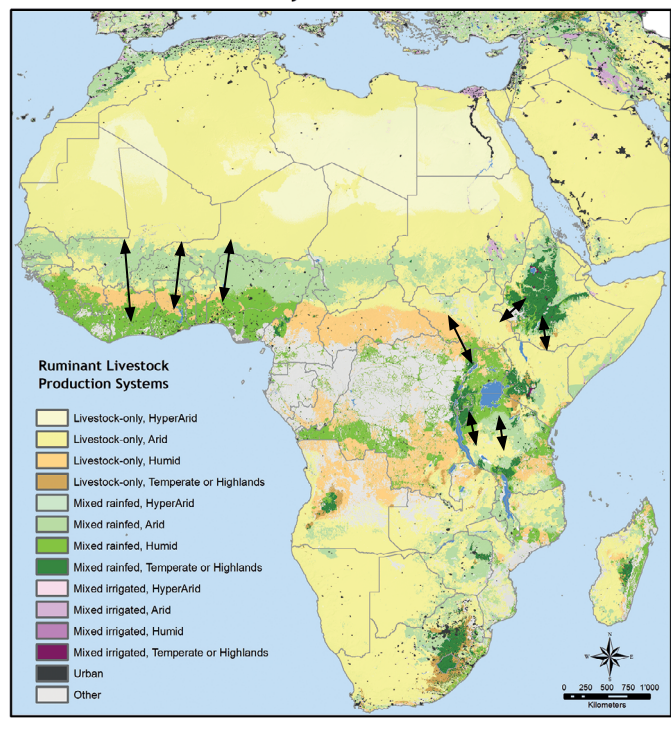 Ruminant Livestock
Production Systems
Livestock-only, HyperArid
Livestock-only, Arid
Livestock-only, Humid
Livestock-only, Temperate or Highlands
Mixed rainfed, HyperArid
Mixed rainfed, Arid
Mixed rainfed, Humid
Mixed rainfed, Temperate or Highlands
Mixed irrigated, HyperArid
Mixed irrigated, Arid
Mixed irrigated, Humid
Mixed irrigated, Temperate or Highlands
Urban
Other
N
W E
S
0 250 500 750 1'000
Kilometers